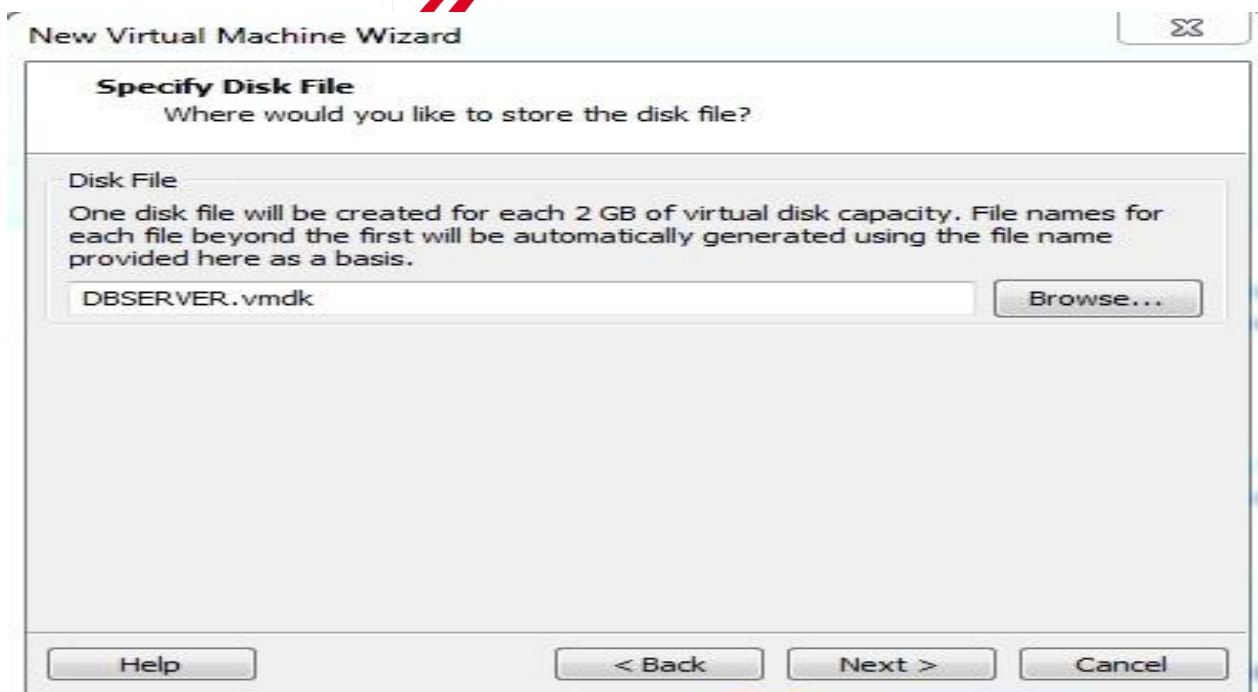 New Virtual Machine Wizard
Specify Disk File
Where would you like to store the disk file?
Disk File
One disk file will be created for each 2 GB of virtual disk capacity. File names for
each file beyond the first will be automatically generated using the file name
provided here as a basis.
DBSERVER.vmdk
Browse...
Help
< Back
Next >
Cancel